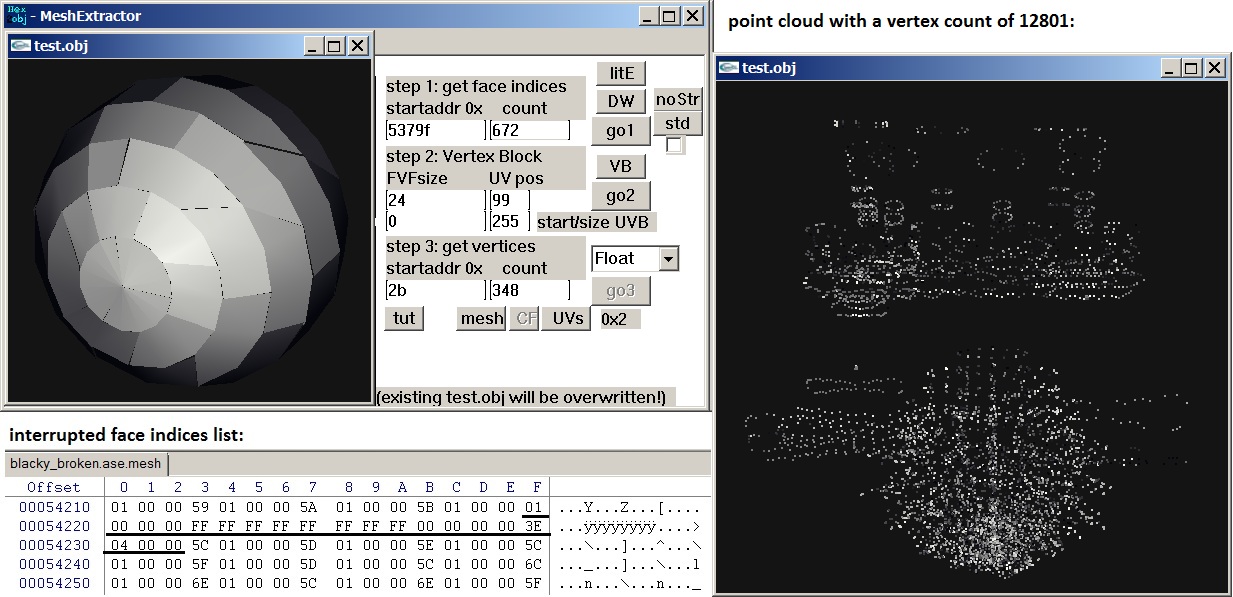 Hex obj - MeshExtractor
test.obj
step 1: get face indices
startaddr 0x count
5379f 672
litE
DW
go1
noStr
std
step 2: Vertex Block
FVFsize UV pos
24 99
0 255 start/size UVB
VB
go2
step 3: get vertices
startaddr 0x count
2b 348
Float
go3
tut mesh CF UVs 0x2
(existing test.obj will be overwritten!)
interrupted face indices list:
blacky_broken.ase.mesh
Offset 0 1 2 3 4 5 6 7 8 9 A B C D E F
00054210 01 00 00 59 01 00 00 5A 01 00 00 5B 01 00 00 01 ...Y...Z...[....
00054220 00 00 00 FF FF FF FF FF FF FF FF 00 00 00 00 3E ...ÿÿÿÿÿÿÿÿ....>
00054230 04 00 00 5C 01 00 00 5D 01 00 00 5E 01 00 00 5C ...\...]...^...\
00054240 01 00 00 5F 01 00 00 5D 01 00 00 5C 01 00 00 6C ..._...]...\...l
00054250 01 00 00 6E 01 00 00 5C 01 00 00 6E 01 00 00 5F ...n...\...n..._
point cloud with a vertex count of 12801:
test.obj